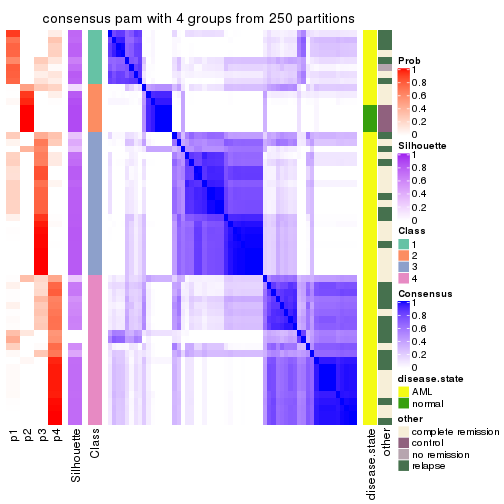 consensus pam with 4 groups from 250 partitions
Prob
1
0.8
0.6
0.4
0.2
0
Silhouette
1
0.8
0.6
0.4
0.2
0
Class
1
2
3
4
Consensus
1
0.8
0.6
0.4
0.2
0
disease.state
AML
normal
other
complete remission
control
no remission
relapse
p1
p2
p3
p4
Silhouette
Class
disease.state
other